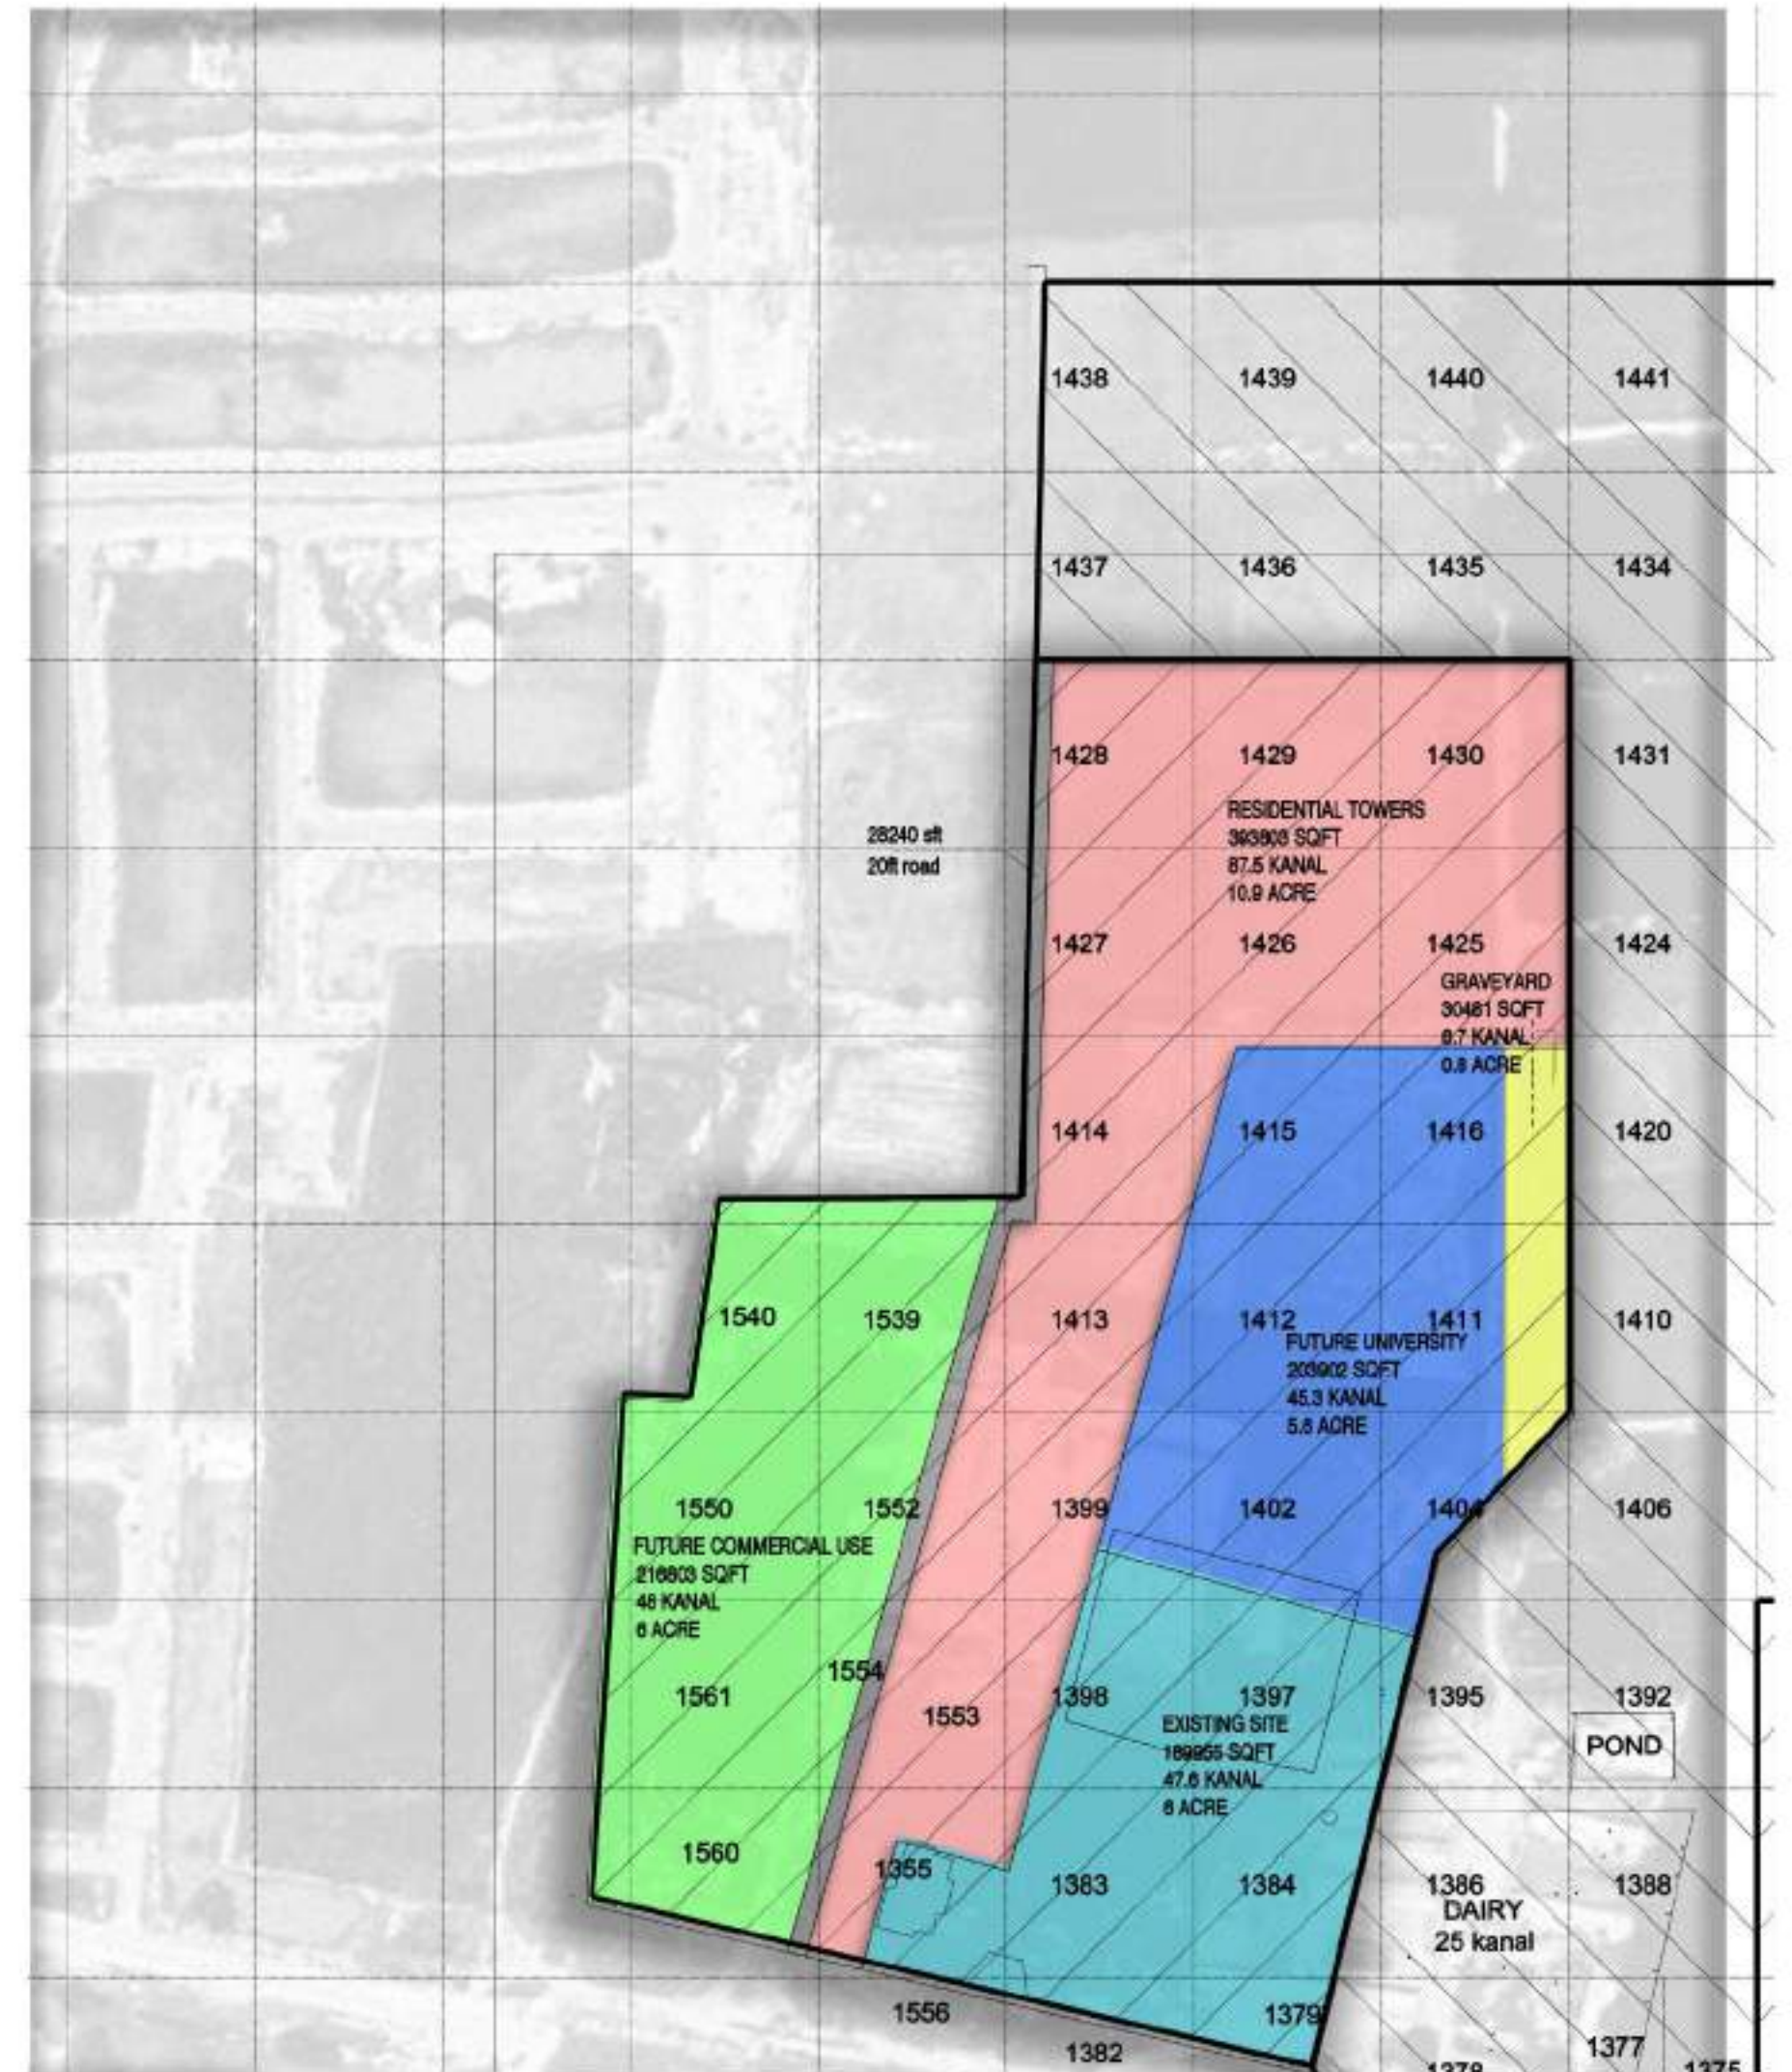 1438 1439 1440 1441
1437 1436 1435 1434
1428 1429 1430 1431
RESIDENTIAL TOWERS
393803 SQFT
87.5 KANAL
10.9 ACRE
28240 sft
20ft road
1427 1426 1425 1424
GRAVEYARD
30481 SQFT
6.7 KANAL
0.8 ACRE
1414 1415 1416 1420
1540 1539 1413 1412 1411 1410
FUTURE UNIVERSITY
203902 SQFT
45.3 KANAL
5.6 ACRE
1550 1552 1399 1402 1404 1406
FUTURE COMMERCIAL USE
216803 SQFT
48 KANAL
6 ACRE
1554
1561 1553 1398 1397 1395 1392
EXISTING SITE
189955 SQFT
47.6 KANAL
6 ACRE
POND
1560 1355 1383 1384 1386 1388
DAIRY
25 kanal
1556 1379
1382 1377
1378 1375